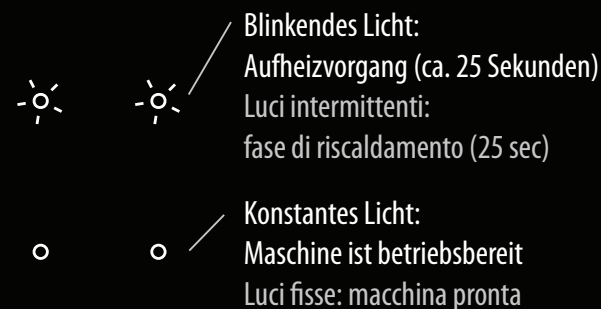 Blinkendes Licht:
Aufheizvorgang (ca. 25 Sekunden)
Luci intermittenti:
fase di riscaldamento (25 sec)
Konstantes Licht:
Maschine ist betriebsbereit
Luci fisse: macchina pronta